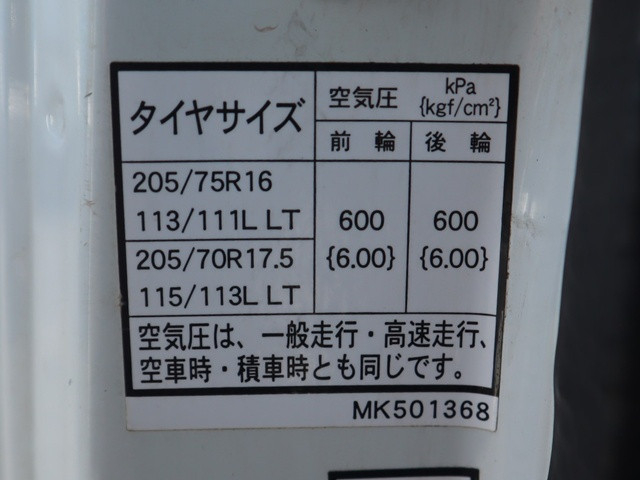 タイヤサイズ
空気圧 kPa
{kgf/cm²}
前輪 後輪
205/75R16
113/111L LT
600 600
{6.00} {6.00}
205/70R17.5
115/113L LT
空気圧は、一般走行・高速走行、
空車時・積車時とも同じです。
MK501368